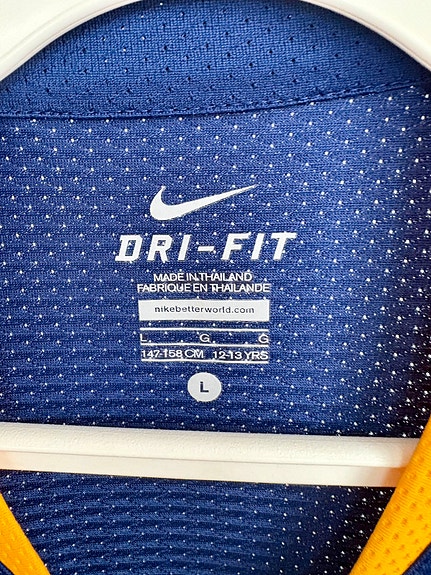 DRI-FIT
MADE IN THAILAND
FABRIQUE EN THAILANDE
nikebetterworld.com
L G G
147-158 CM 12-13 YRS
L